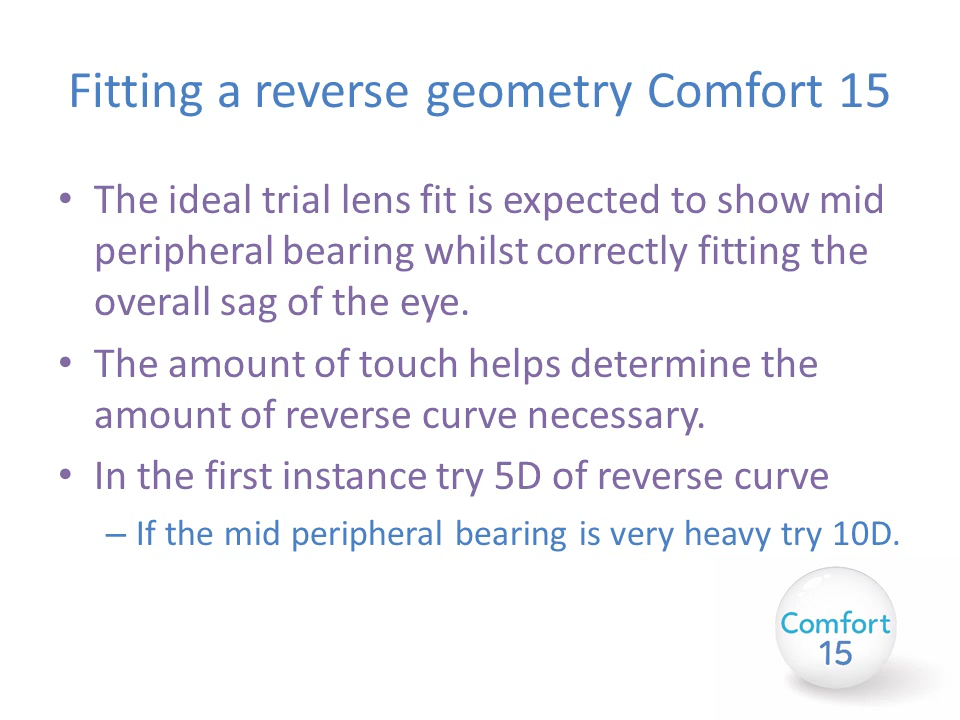 Fitting a reverse geometry Comfort 15
• The ideal trial lens fit is expected to show mid
peripheral bearing whilst correctly fitting the
overall sag of the eye.
• The amount of touch helps determine the
amount of reverse curve necessary.
• In the first instance try 5D of reverse curve
– If the mid peripheral bearing is very heavy try 10D.
Comfort
15